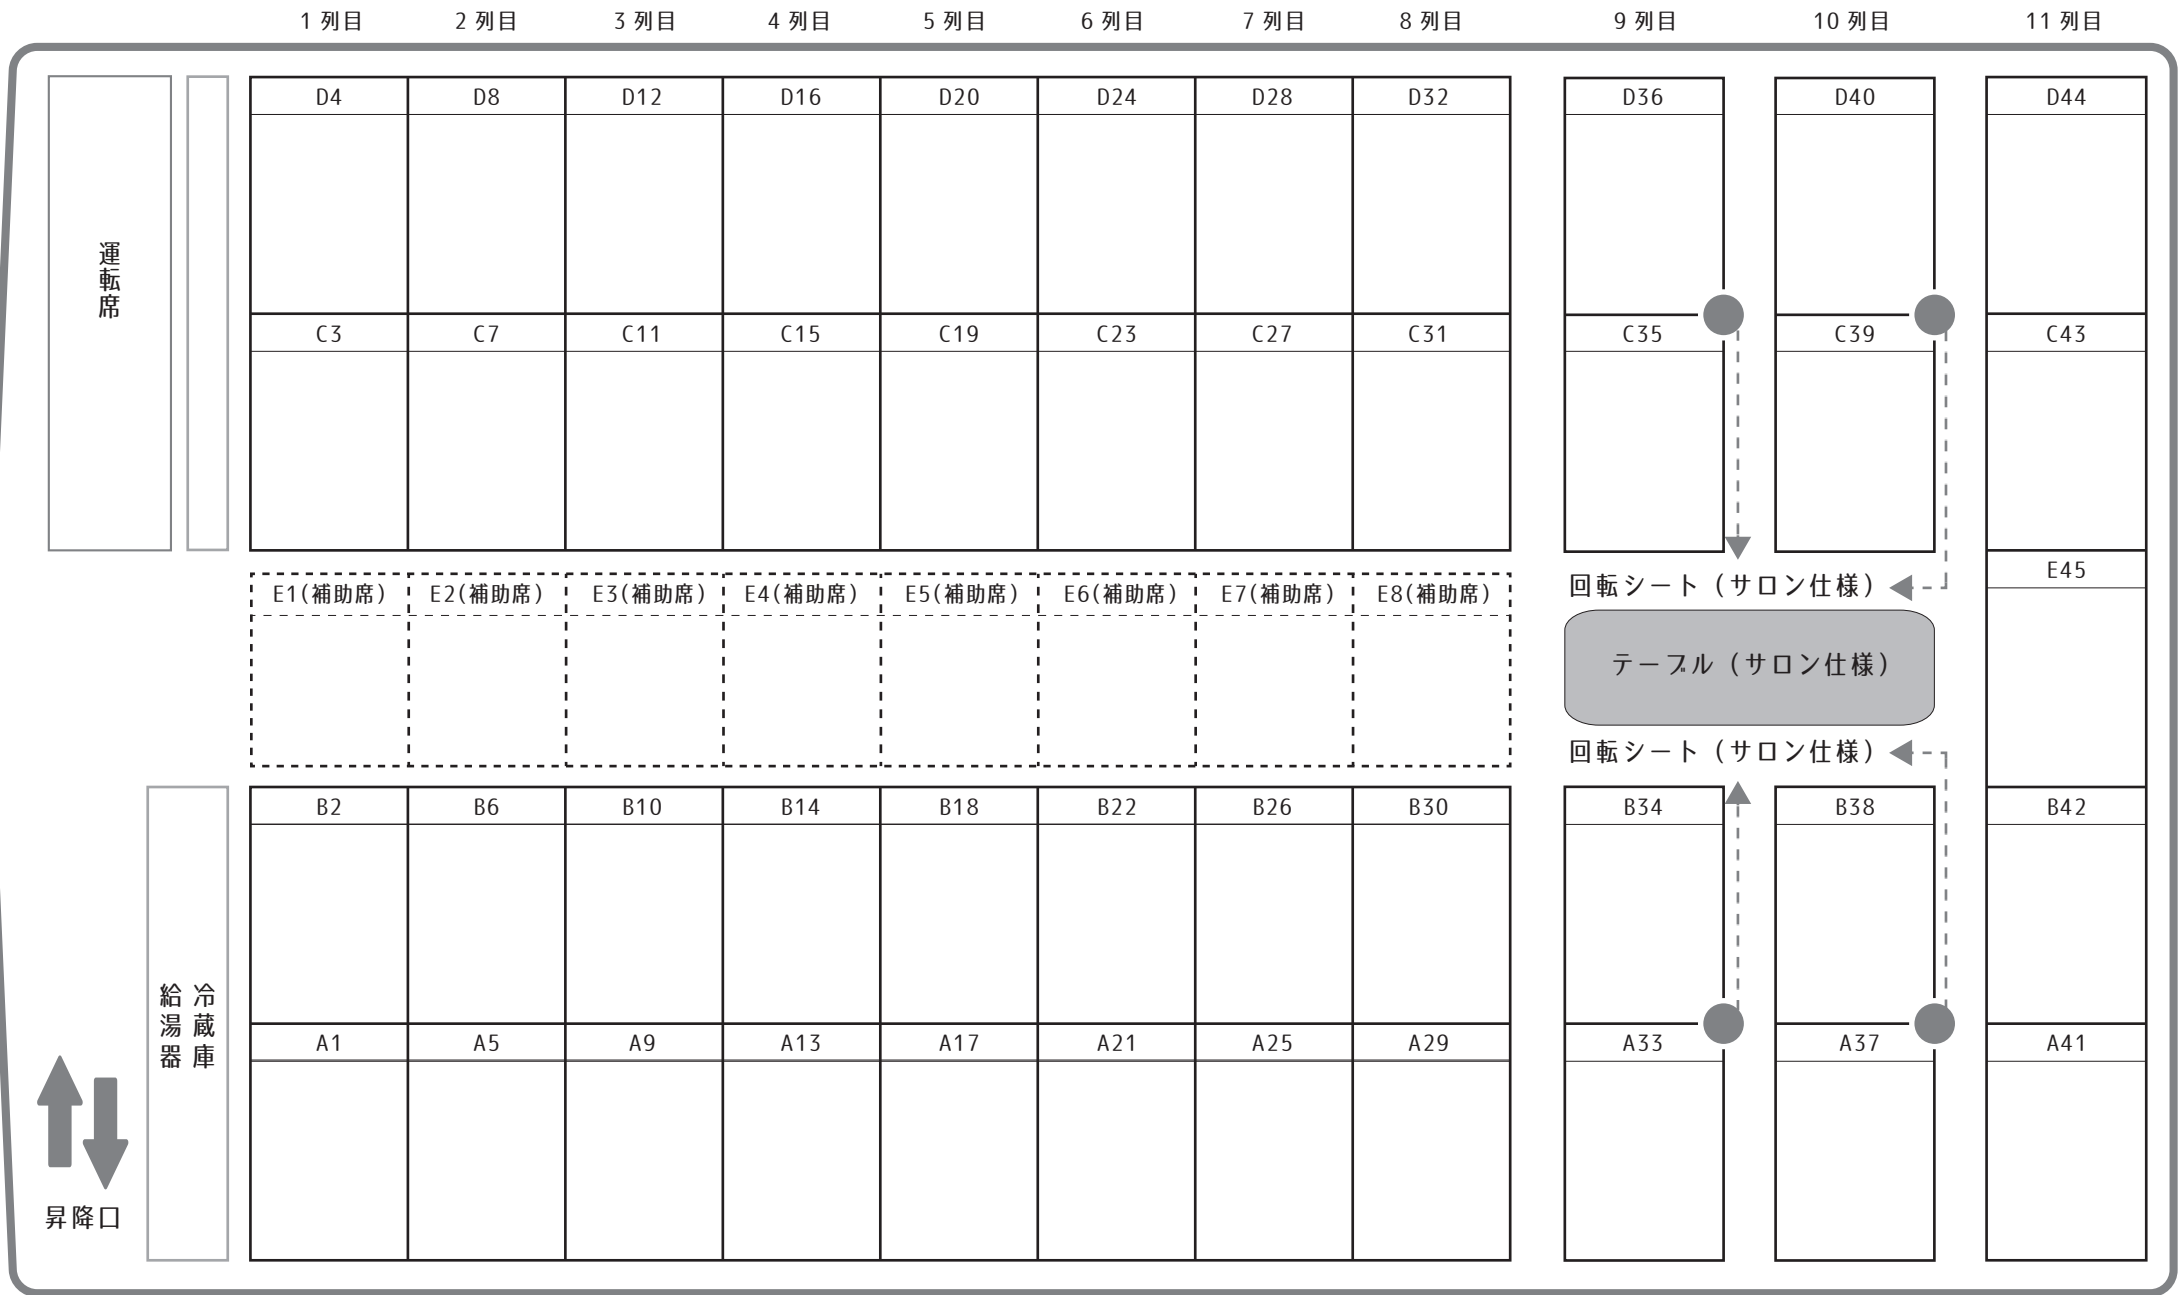 1 列目 2 列目 3 列目 4 列目 5 列目 6 列目 7 列目 8 列目 9 列目 10 列目 11 列目
D4 D8 D12 D16 D20 D24 D28 D32 D36 D40 D44
運転席
C3 C7 C11 C15 C19 C23 C27 C31 C35 C39 C43
E45
回転シート（サロン仕様）
E1(補助席) E2(補助席) E3(補助席) E4(補助席) E5(補助席) E6(補助席) E7(補助席) E8(補助席)
テーブル（サロン仕様）
回転シート（サロン仕様）
B2 B6 B10 B14 B18 B22 B26 B30 B34 B38 B42
冷蔵庫
給湯器
A1 A5 A9 A13 A17 A21 A25 A29 A33 A37 A41
昇降口